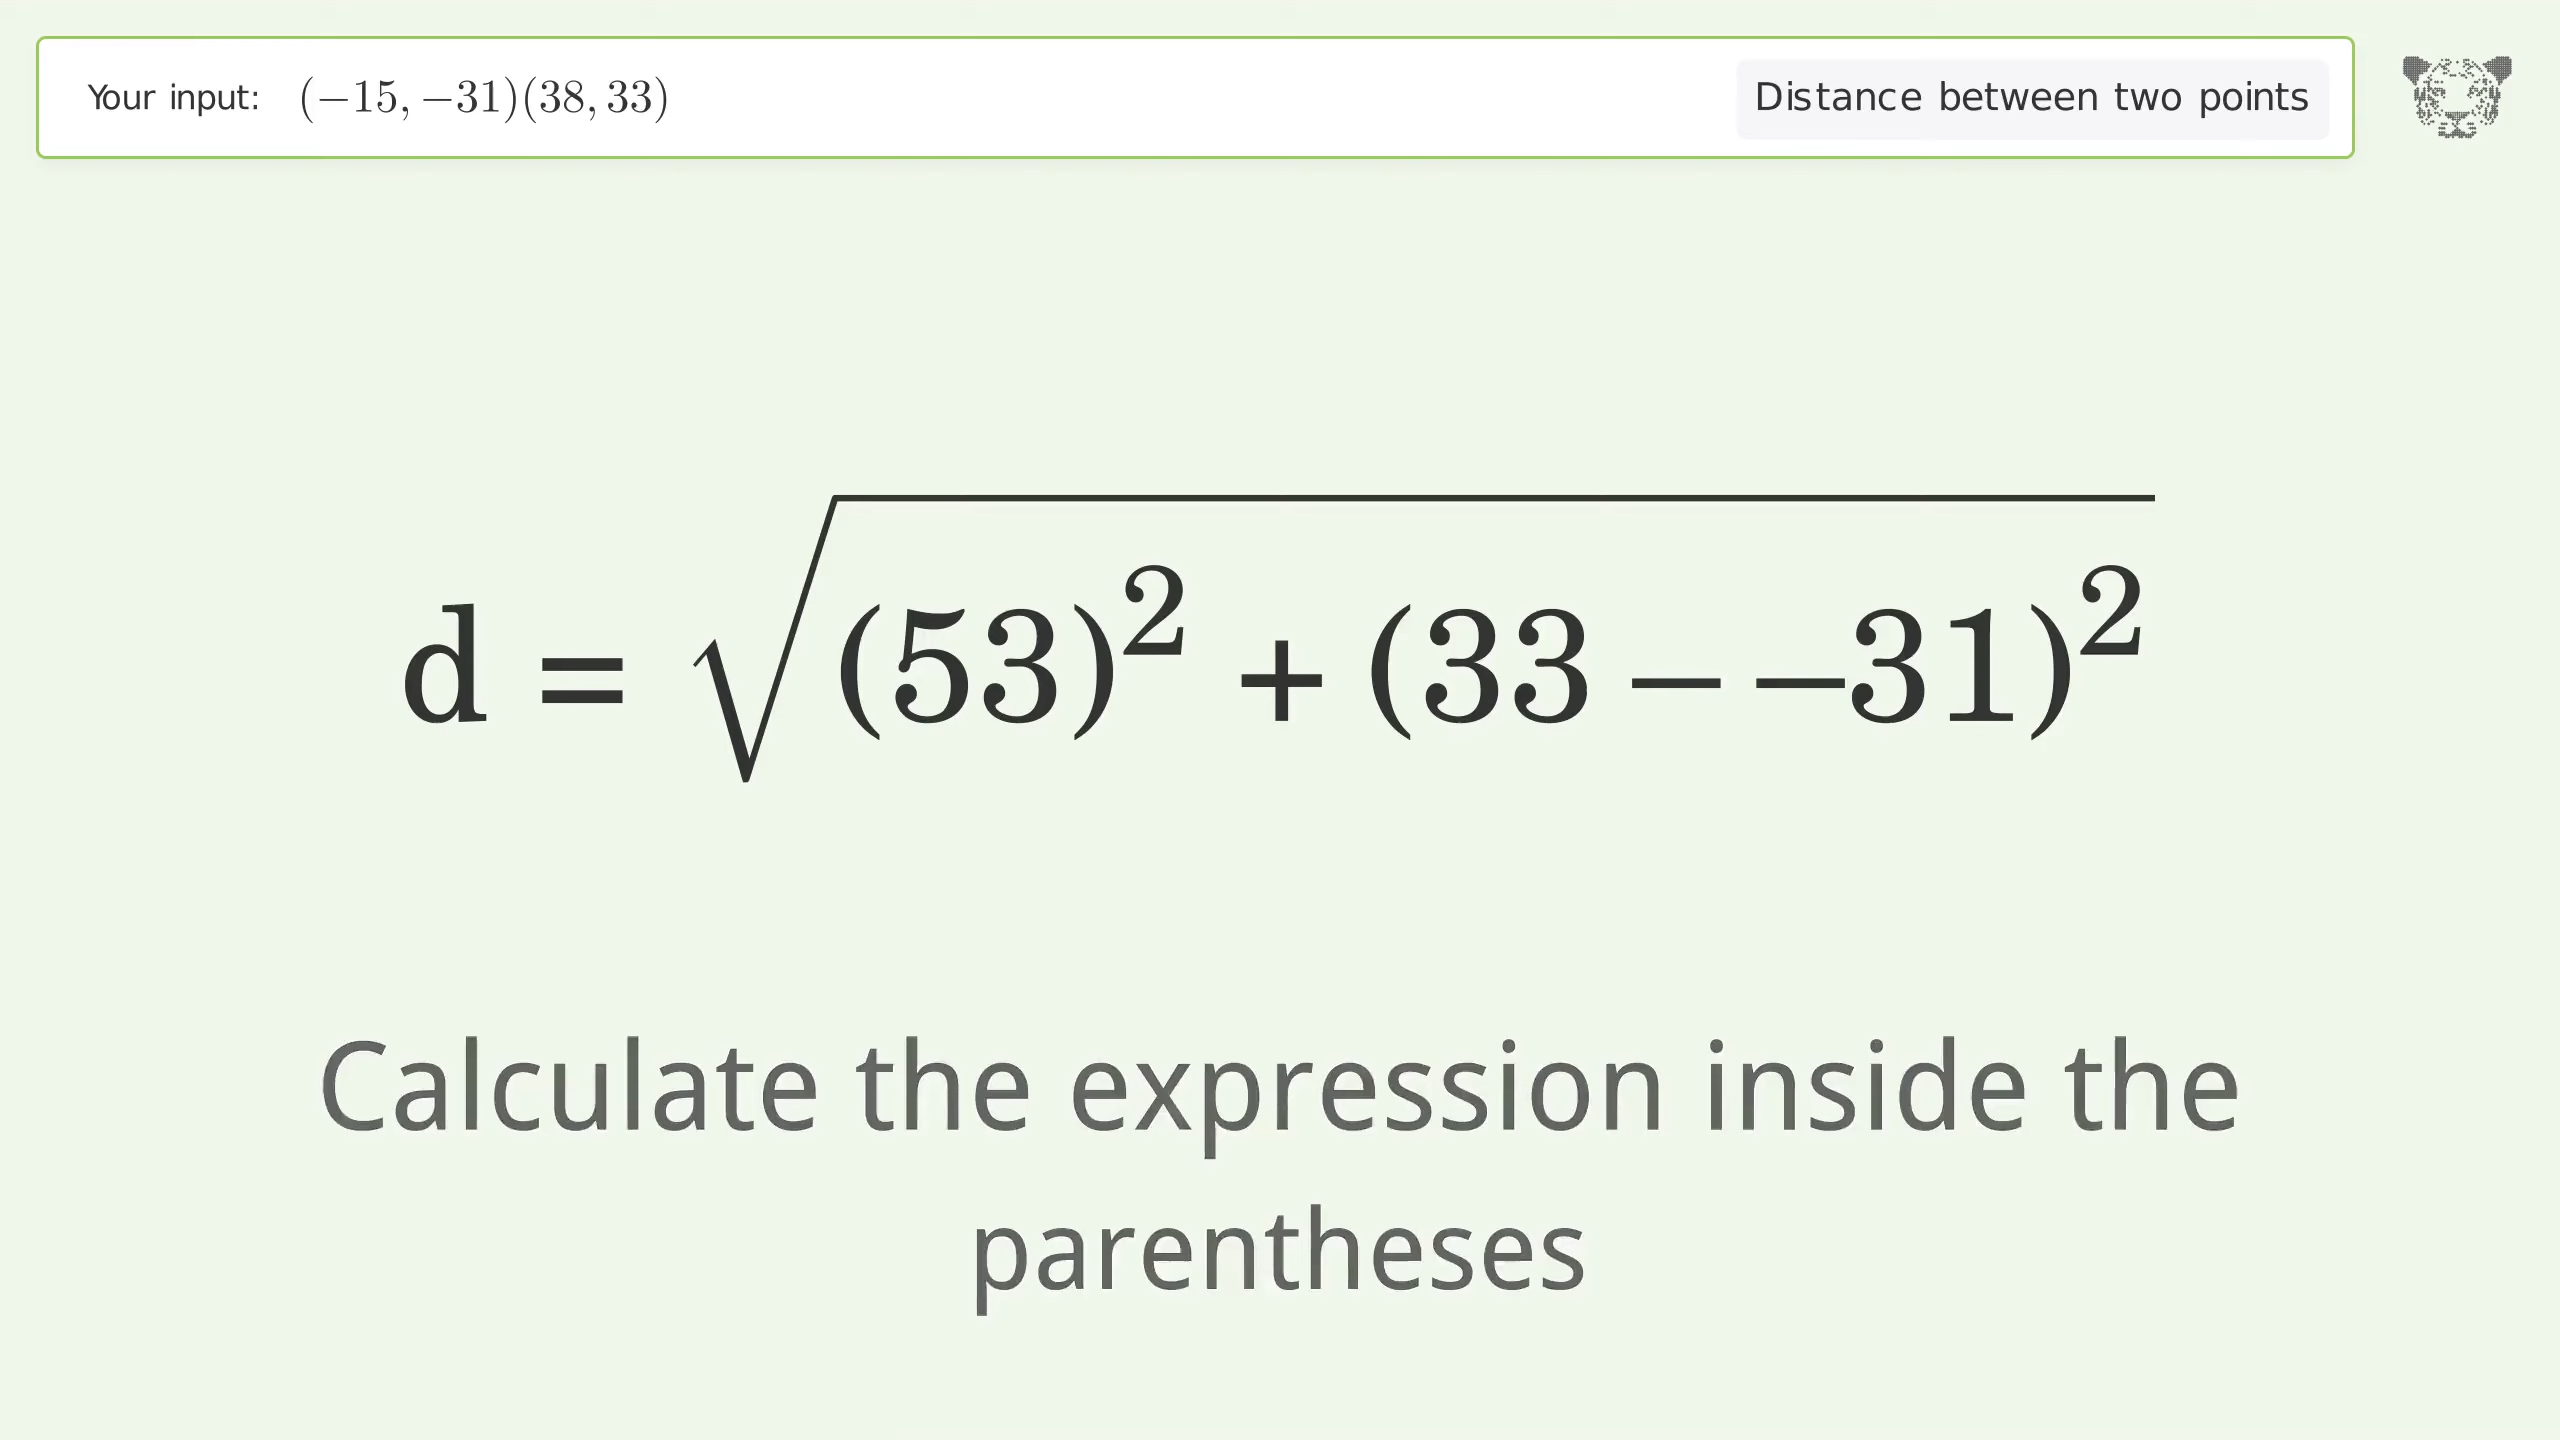 Your input: (−15, −31)(38, 33)
Distance between two points
d = √(53)² + (33 − −31)²
Calculate the expression inside the
parentheses